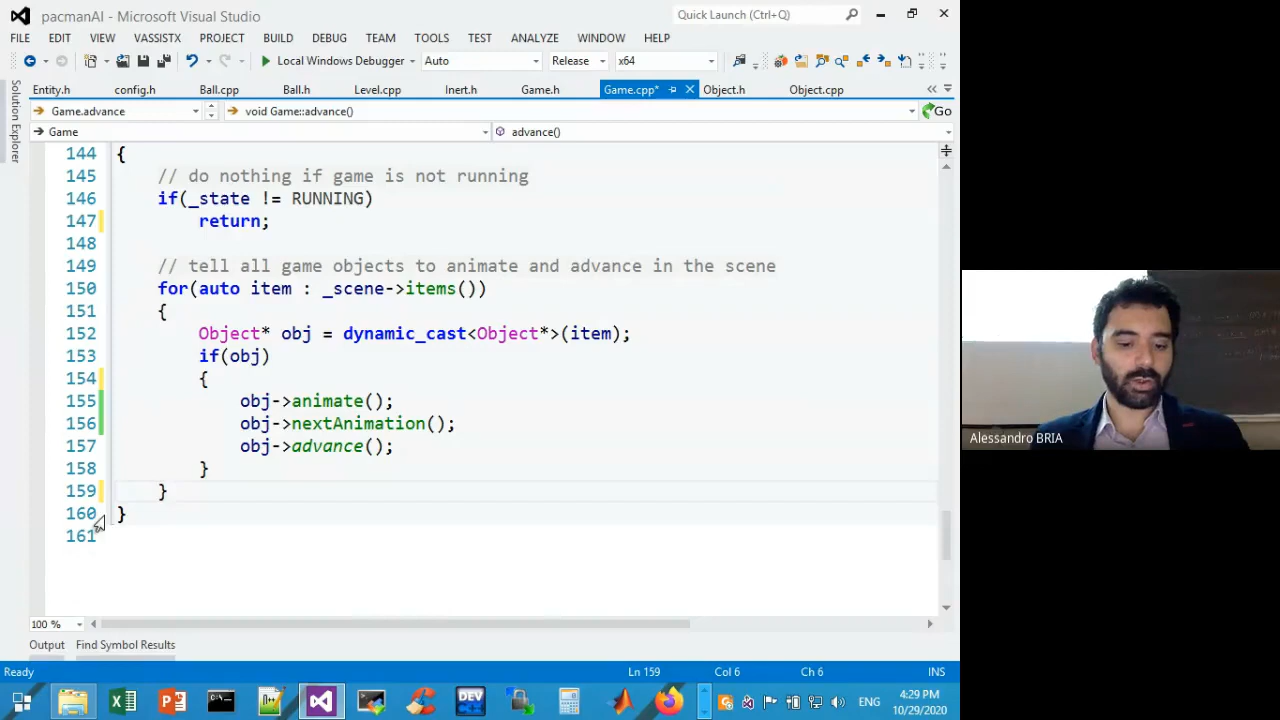 pacmanAI - Microsoft Visual Studio
Quick Launch (Ctrl+Q)
FILE EDIT VIEW VASSISTX PROJECT BUILD DEBUG TEAM TOOLS TEST ANALYZE WINDOW HELP
Local Windows Debugger Auto Release x64
Solution Explorer
Entity.h config.h Ball.cpp Ball.h Level.cpp Inert.h Game.h Game.cpp* Object.h Object.cpp
Game.advance void Game::advance() Go
Game advance()
144 {
145 // do nothing if game is not running
146 if(_state != RUNNING)
147 return;
148
149 // tell all game objects to animate and advance in the scene
150 for(auto item : _scene->items())
151 {
152 Object* obj = dynamic_cast<Object*>(item);
153 if(obj)
154 {
155 obj->animate();
156 obj->nextAnimation();
157 obj->advance();
158 }
159 }
160 }
161
100 %
Output Find Symbol Results
Ready Ln 159 Col 6 Ch 6 INS
DEV
ENG
4:29 PM
10/29/2020
Alessandro BRIA